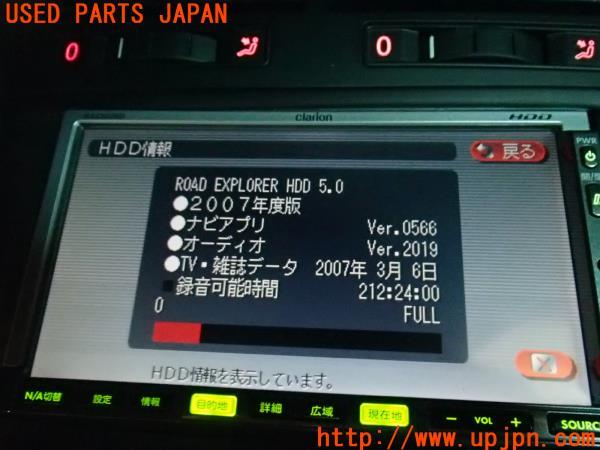 USED PARTS JAPAN
0
0
clarion
HDD
HDD情報
戻る
PWR
ROAD EXPLORER HDD 5.0
●2007年度版
●ナビアプリ Ver.0566
●オーディオ Ver.2019
●TV・雑誌データ 2007年 3月 6日
■録音可能時間 212:24:00
0 FULL
HDD情報を表示しています。
N/A切替 設定 情報 目的地 詳細 広域 現在地 － VOL ＋ SOURC
http://www.upjpn.com/